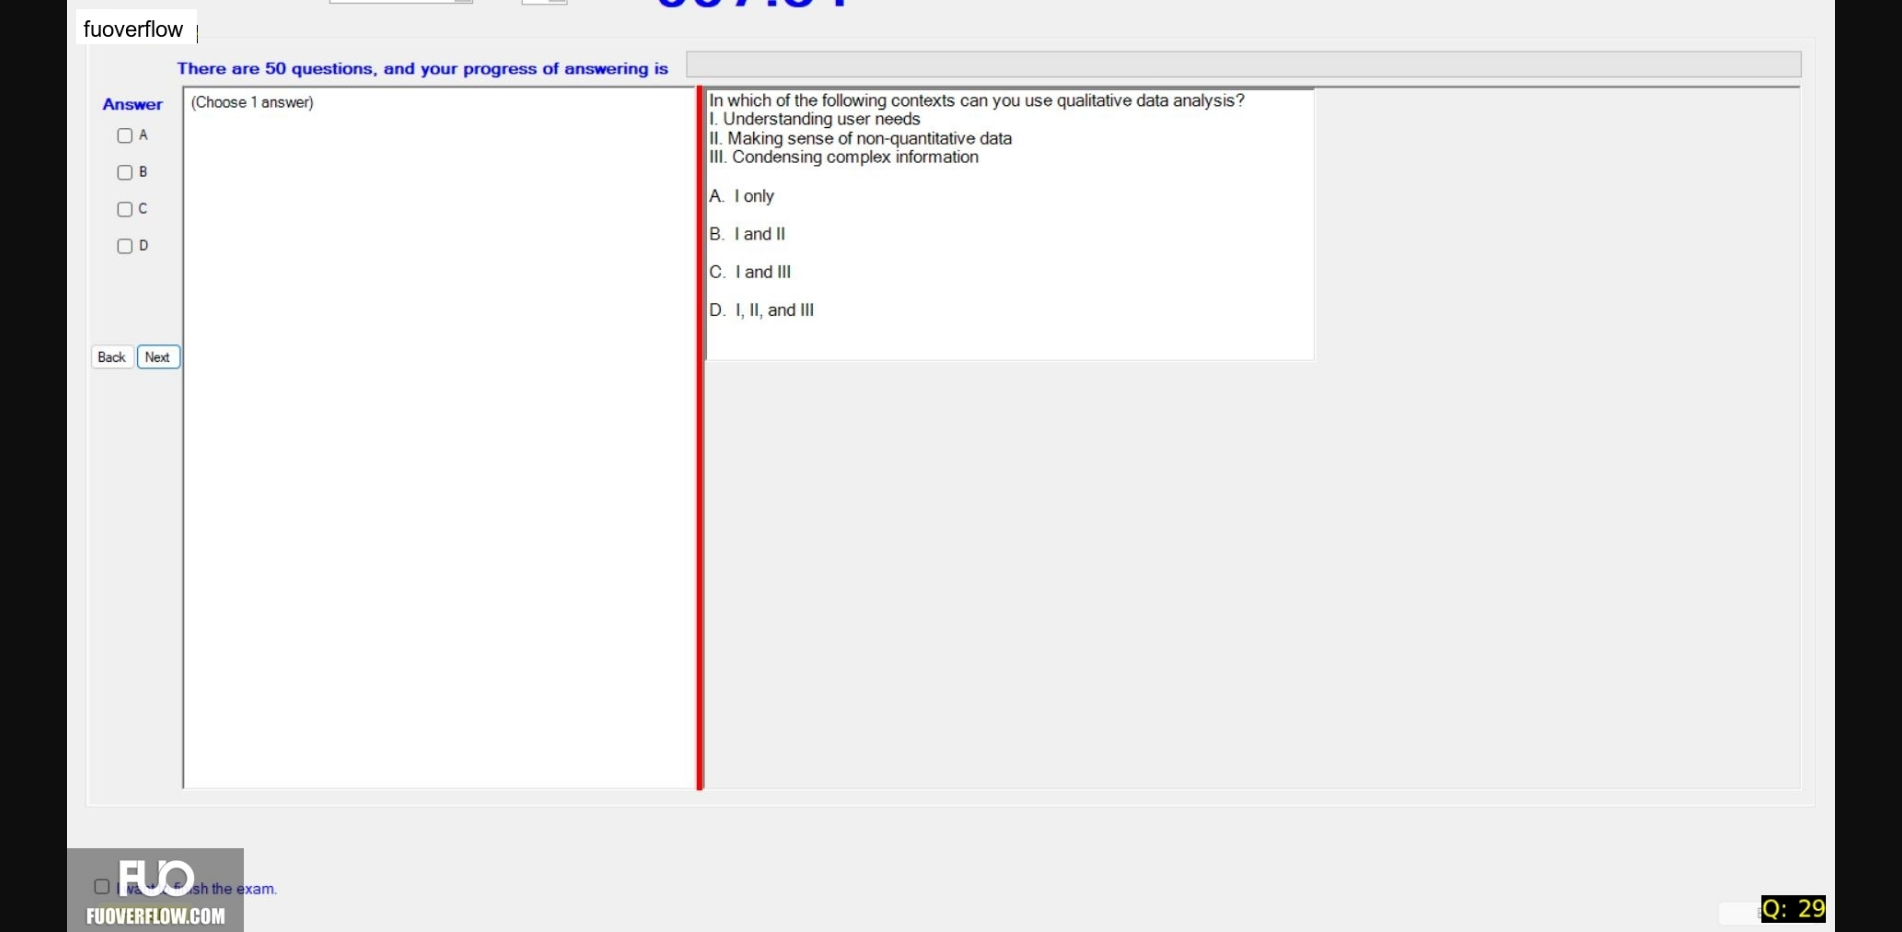 fuoverflow
There are 50 questions, and your progress of answering is
Answer
(Choose 1 answer)
A
B
C
D
Back Next
In which of the following contexts can you use qualitative data analysis?
I. Understanding user needs
II. Making sense of non-quantitative data
III. Condensing complex information
A. I only
B. I and II
C. I and III
D. I, II, and III
FUO
I want finish the exam.
FUOVERFLOW.COM
Q: 29